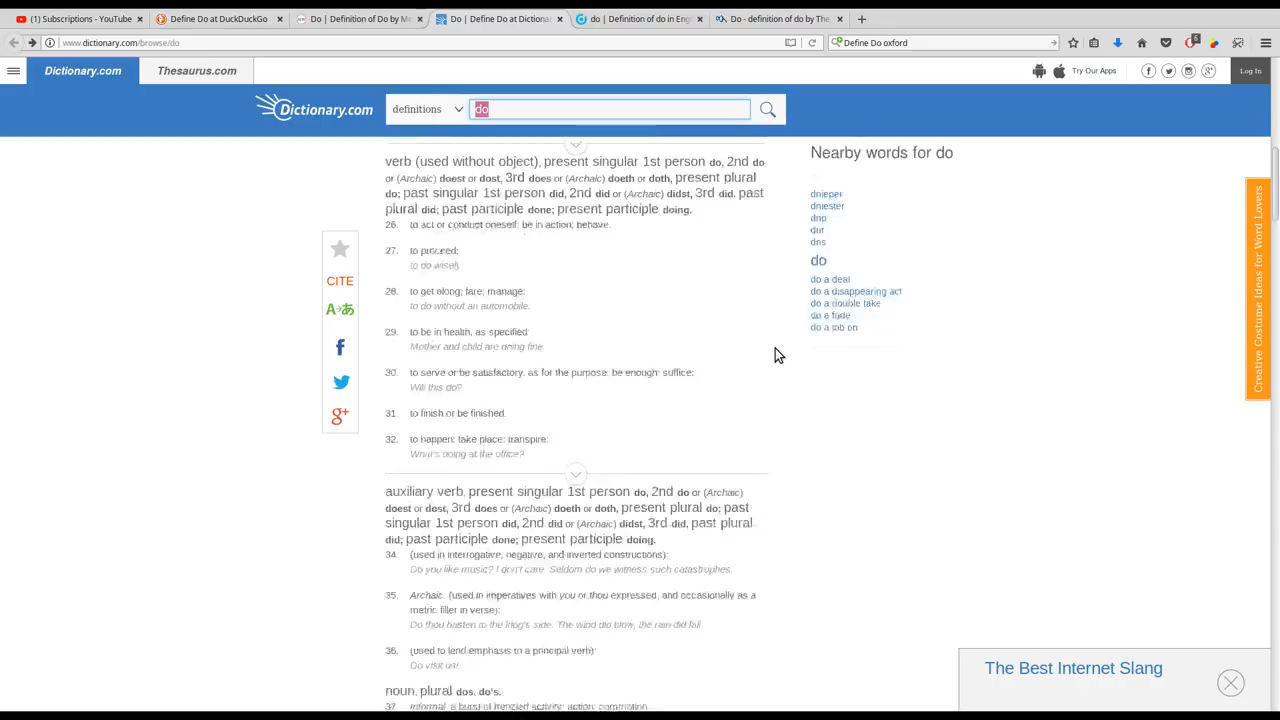 (1) Subscriptions - YouTube
Define Do at DuckDuckGo
Do | Definition of Do by Me
Do | Define Do at Dictionar
do | Definition of do in Eng
Do - definition of do by The
www.dictionary.com/browse/do
Define Do oxford
6
Dictionary.com
Thesaurus.com
Try Our Apps
Log In
Dictionary.com
definitions
do
verb (used without object), present singular 1st person do, 2nd do
or (Archaic) doest or dost, 3rd does or (Archaic) doeth or doth, present plural
do; past singular 1st person did, 2nd did or (Archaic) didst, 3rd did, past
plural did; past participle done; present participle doing.
26. to act or conduct oneself; be in action; behave.
27. to proceed:
to do wisely.
28. to get along; fare; manage:
to do without an automobile.
29. to be in health, as specified:
Mother and child are doing fine.
30. to serve or be satisfactory, as for the purpose; be enough; suffice:
Will this do?
31. to finish or be finished.
32. to happen; take place; transpire:
What's doing at the office?
auxiliary verb, present singular 1st person do, 2nd do or (Archaic)
doest or dost, 3rd does or (Archaic) doeth or doth, present plural do; past
singular 1st person did, 2nd did or (Archaic) didst, 3rd did, past plural
did; past participle done; present participle doing.
34. (used in interrogative, negative, and inverted constructions):
Do you like music? I don't care. Seldom do we witness such catastrophes.
35. Archaic. (used in imperatives with you or thou expressed, and occasionally as a
metric filler in verse):
Do thou hasten to the king's side. The wind did blow, the rain did fall.
36. (used to lend emphasis to a principal verb):
Do visit us!
noun, plural dos, do's.
37. Informal. a burst of frenzied activity; action; commotion.
CITE
Nearby words for do
dnieper
dniester
dnp
dnr
dns
do
do a deal
do a disappearing act
do a double take
do a fade
do a job on
Creative Costume Ideas for Word Lovers
The Best Internet Slang